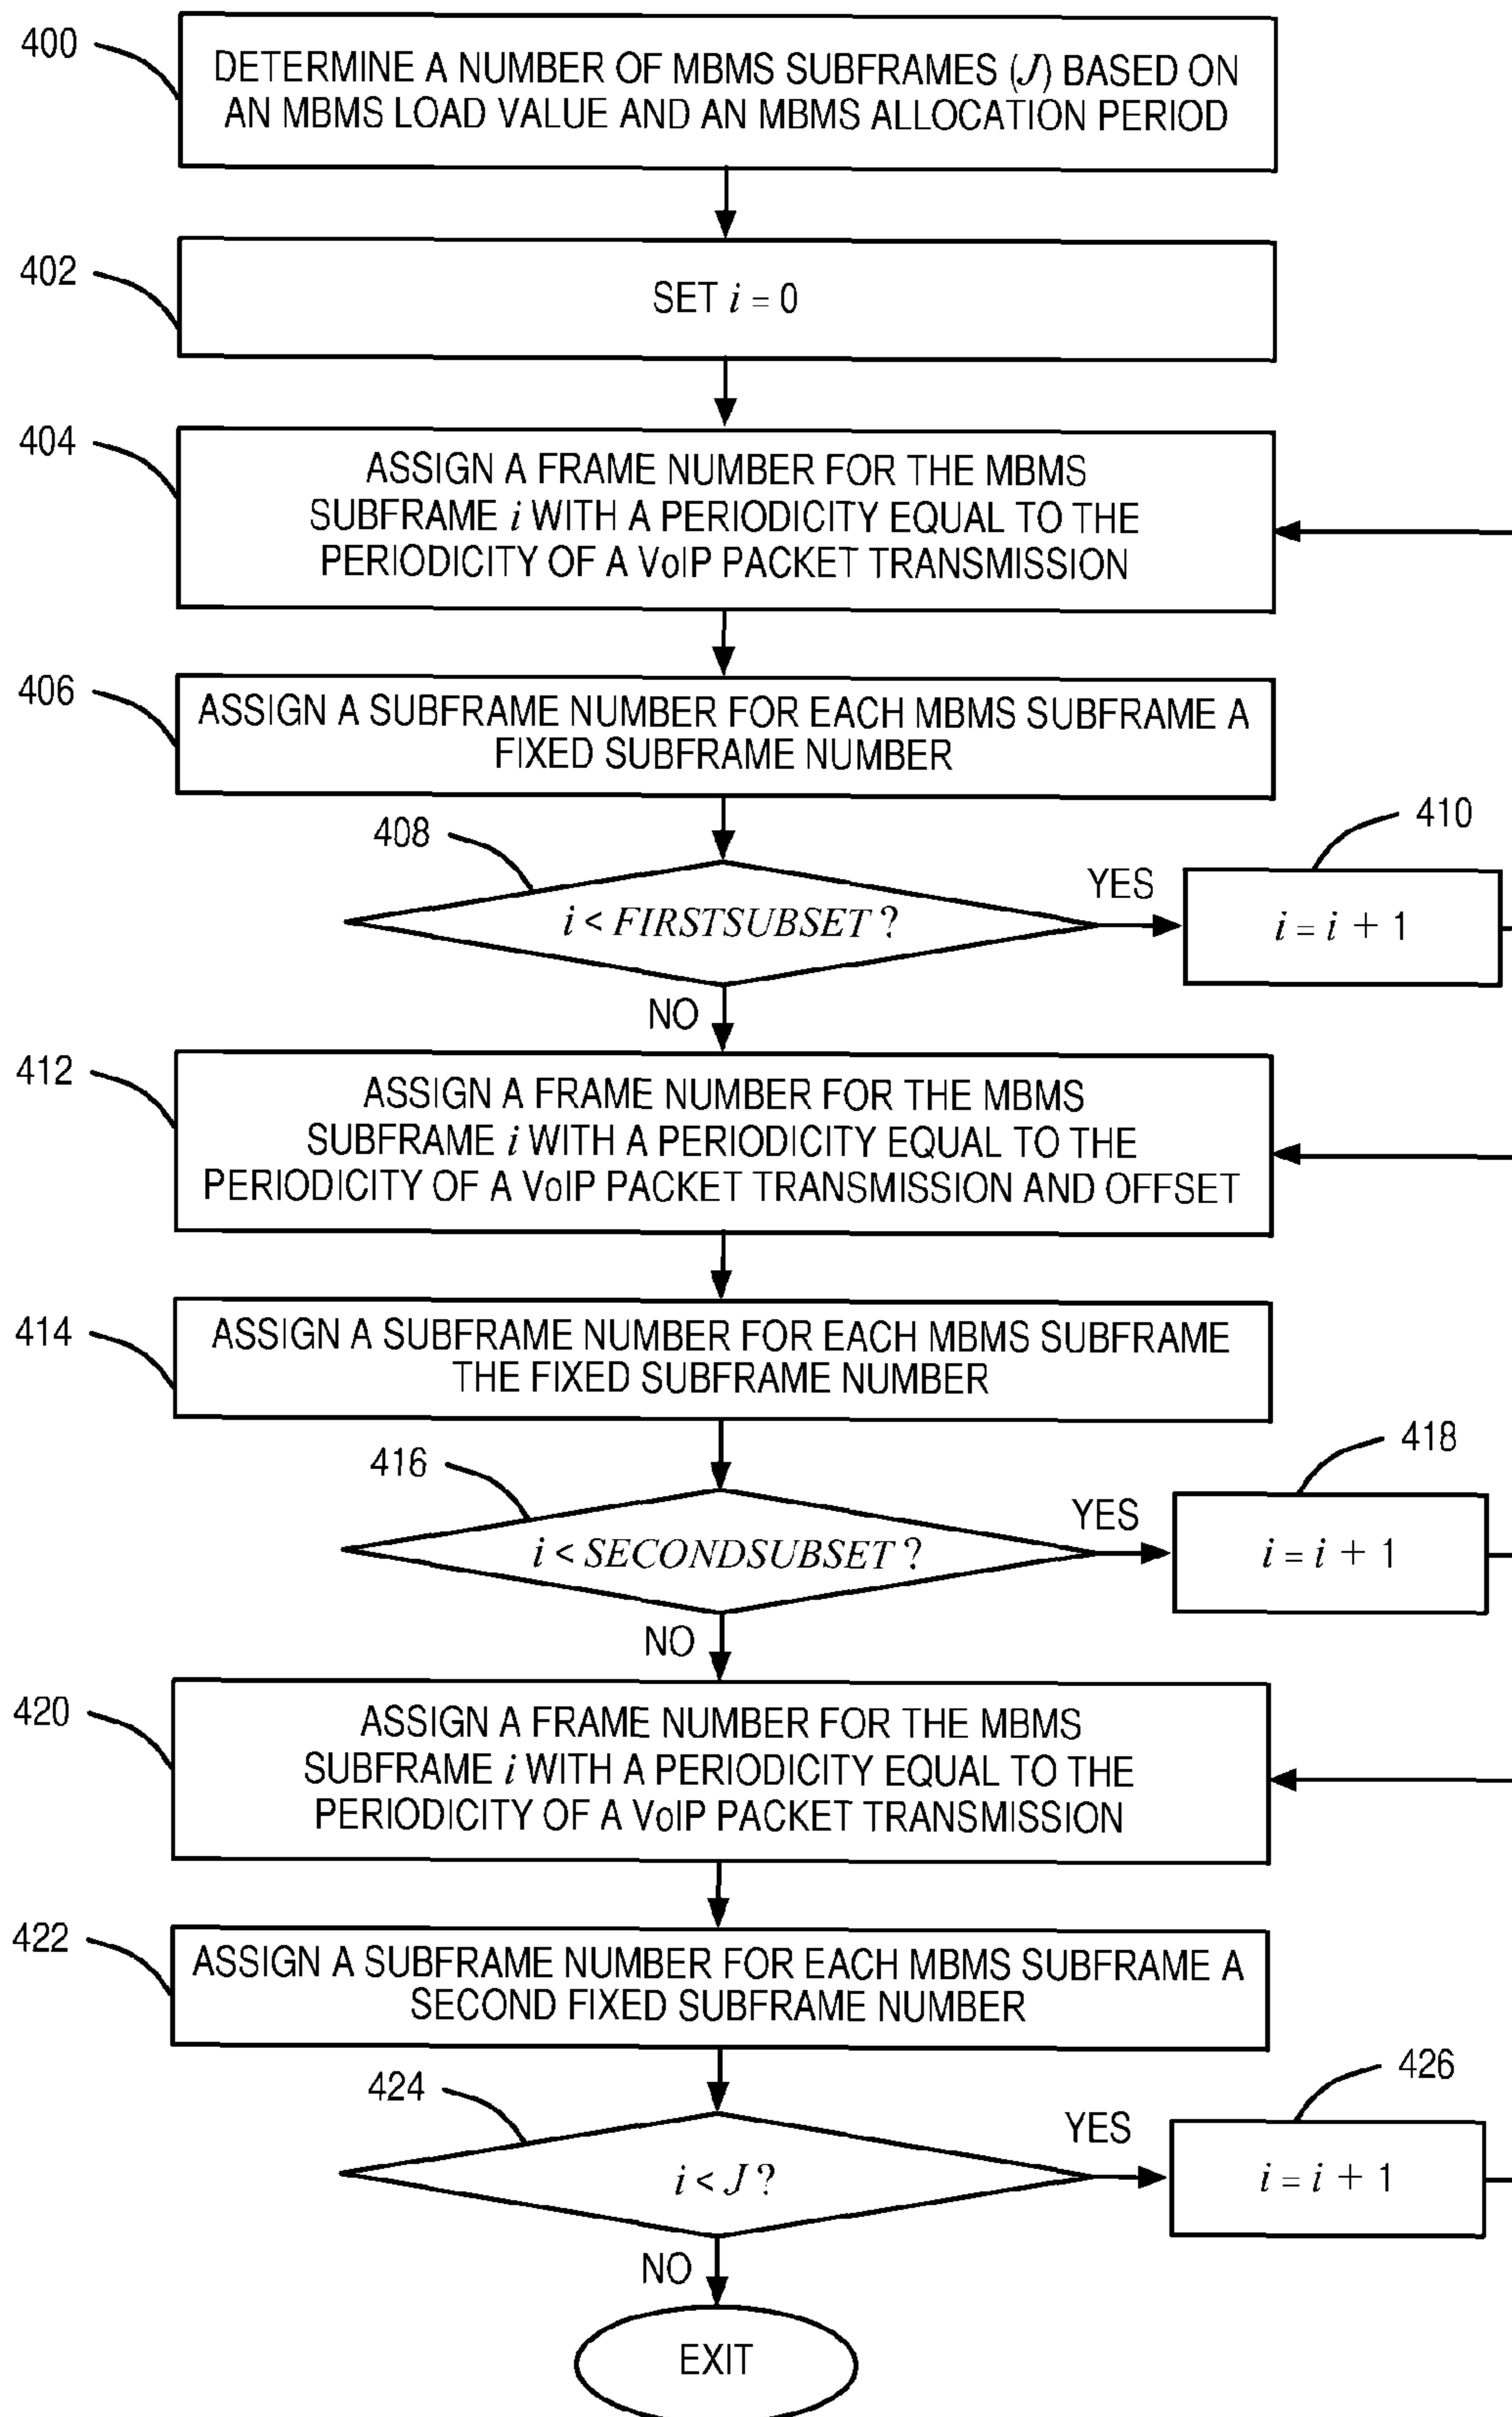 400
DETERMINE A NUMBER OF MBMS SUBFRAMES (J) BASED ON
AN MBMS LOAD VALUE AND AN MBMS ALLOCATION PERIOD
402
SET i = 0
404
ASSIGN A FRAME NUMBER FOR THE MBMS
SUBFRAME i WITH A PERIODICITY EQUAL TO THE
PERIODICITY OF A VoIP PACKET TRANSMISSION
406
ASSIGN A SUBFRAME NUMBER FOR EACH MBMS SUBFRAME A
FIXED SUBFRAME NUMBER
408
i < FIRSTSUBSET ?
YES
410
i = i + 1
NO
412
ASSIGN A FRAME NUMBER FOR THE MBMS
SUBFRAME i WITH A PERIODICITY EQUAL TO THE
PERIODICITY OF A VoIP PACKET TRANSMISSION AND OFFSET
414
ASSIGN A SUBFRAME NUMBER FOR EACH MBMS SUBFRAME
THE FIXED SUBFRAME NUMBER
416
i < SECONDSUBSET ?
YES
418
i = i + 1
NO
420
ASSIGN A FRAME NUMBER FOR THE MBMS
SUBFRAME i WITH A PERIODICITY EQUAL TO THE
PERIODICITY OF A VoIP PACKET TRANSMISSION
422
ASSIGN A SUBFRAME NUMBER FOR EACH MBMS SUBFRAME A
SECOND FIXED SUBFRAME NUMBER
424
i < J ?
YES
426
i = i + 1
NO
EXIT